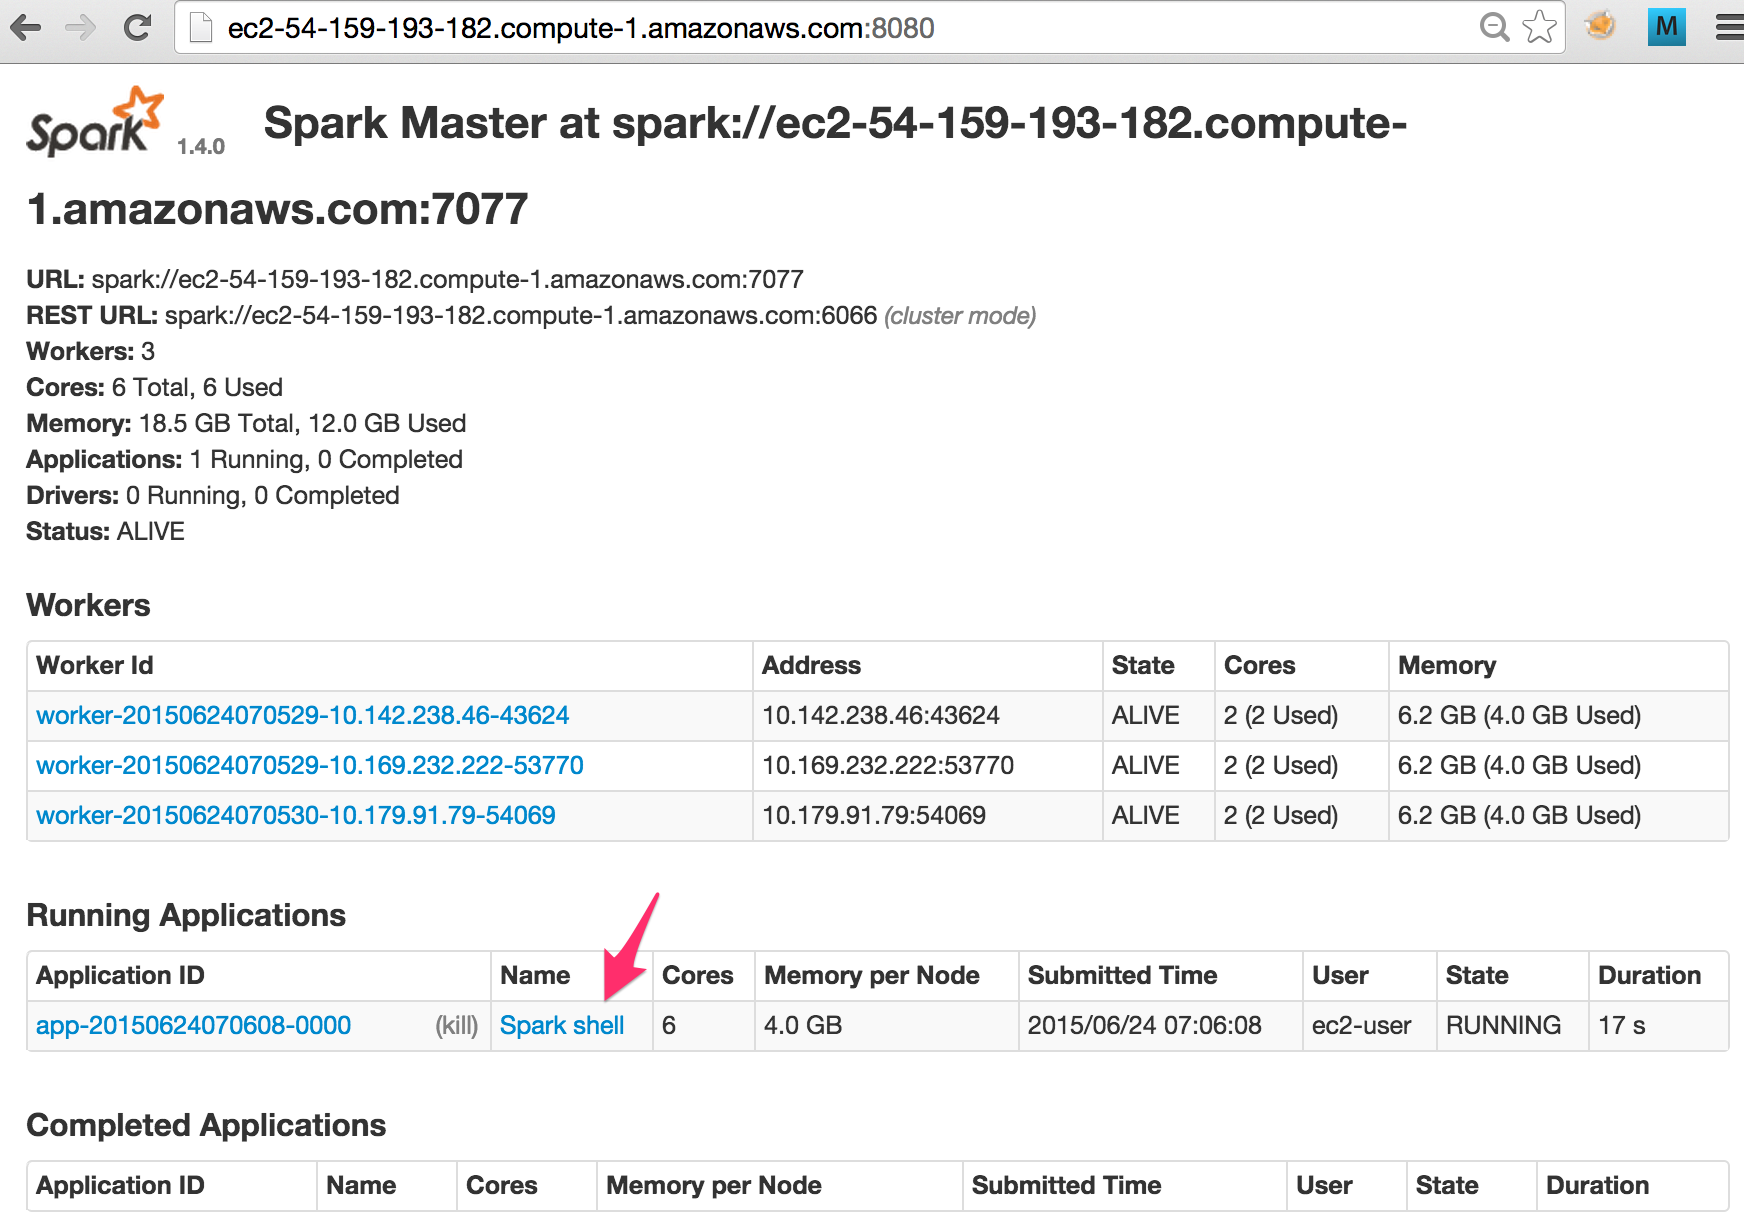 ec2-54-159-193-182.compute-1.amazonaws.com:8080
M
Spark 1.4.0 Spark Master at spark://ec2-54-159-193-182.compute-
1.amazonaws.com:7077
URL: spark://ec2-54-159-193-182.compute-1.amazonaws.com:7077
REST URL: spark://ec2-54-159-193-182.compute-1.amazonaws.com:6066 (cluster mode)
Workers: 3
Cores: 6 Total, 6 Used
Memory: 18.5 GB Total, 12.0 GB Used
Applications: 1 Running, 0 Completed
Drivers: 0 Running, 0 Completed
Status: ALIVE
Workers
Worker Id Address State Cores Memory
worker-20150624070529-10.142.238.46-43624 10.142.238.46:43624 ALIVE 2 (2 Used) 6.2 GB (4.0 GB Used)
worker-20150624070529-10.169.232.222-53770 10.169.232.222:53770 ALIVE 2 (2 Used) 6.2 GB (4.0 GB Used)
worker-20150624070530-10.179.91.79-54069 10.179.91.79:54069 ALIVE 2 (2 Used) 6.2 GB (4.0 GB Used)
Running Applications
Application ID Name Cores Memory per Node Submitted Time User State Duration
app-20150624070608-0000 (kill) Spark shell 6 4.0 GB 2015/06/24 07:06:08 ec2-user RUNNING 17 s
Completed Applications
Application ID Name Cores Memory per Node Submitted Time User State Duration